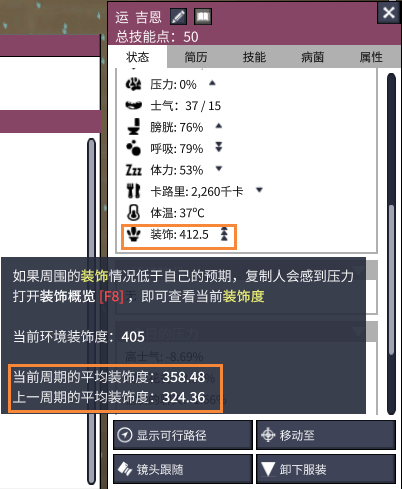 运 吉恩
总技能点：50
状态 简历 技能 病菌 属性
压力: 0%
士气: 37 / 15
膀胱: 76%
呼吸: 79%
体力: 53%
卡路里: 2,260千卡
体温: 37ºC
装饰: 412.5
如果周围的装饰情况低于自己的预期，复制人会感到压力
打开装饰概览 [F8] ，即可查看当前装饰度
当前环境装饰度：405
当前周期的平均装饰度：358.48
上一周期的平均装饰度：324.36
高士气: -8.69%
显示可行路径 移动至
镜头跟随 卸下服装